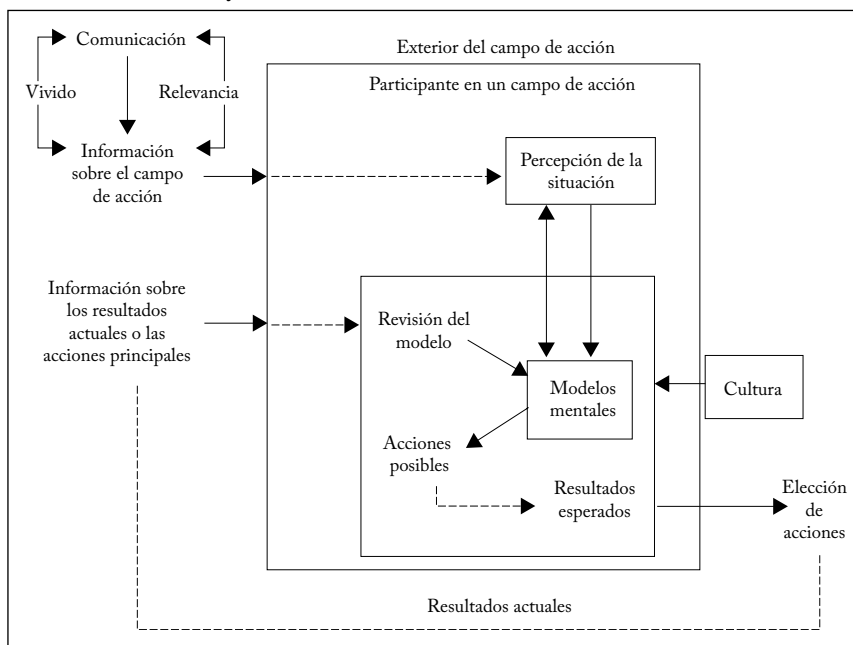 Comunicación
Exterior del campo de acción
Participante en un campo de acción
Vivido
Relevancia
Información
sobre el campo
de acción
Percepción de la
situación
Información sobre
los resultados
actuales o las
acciones principales
Revisión del
modelo
Modelos
mentales
Cultura
Acciones
posibles
Resultados
esperados
Elección
de
acciones
Resultados actuales